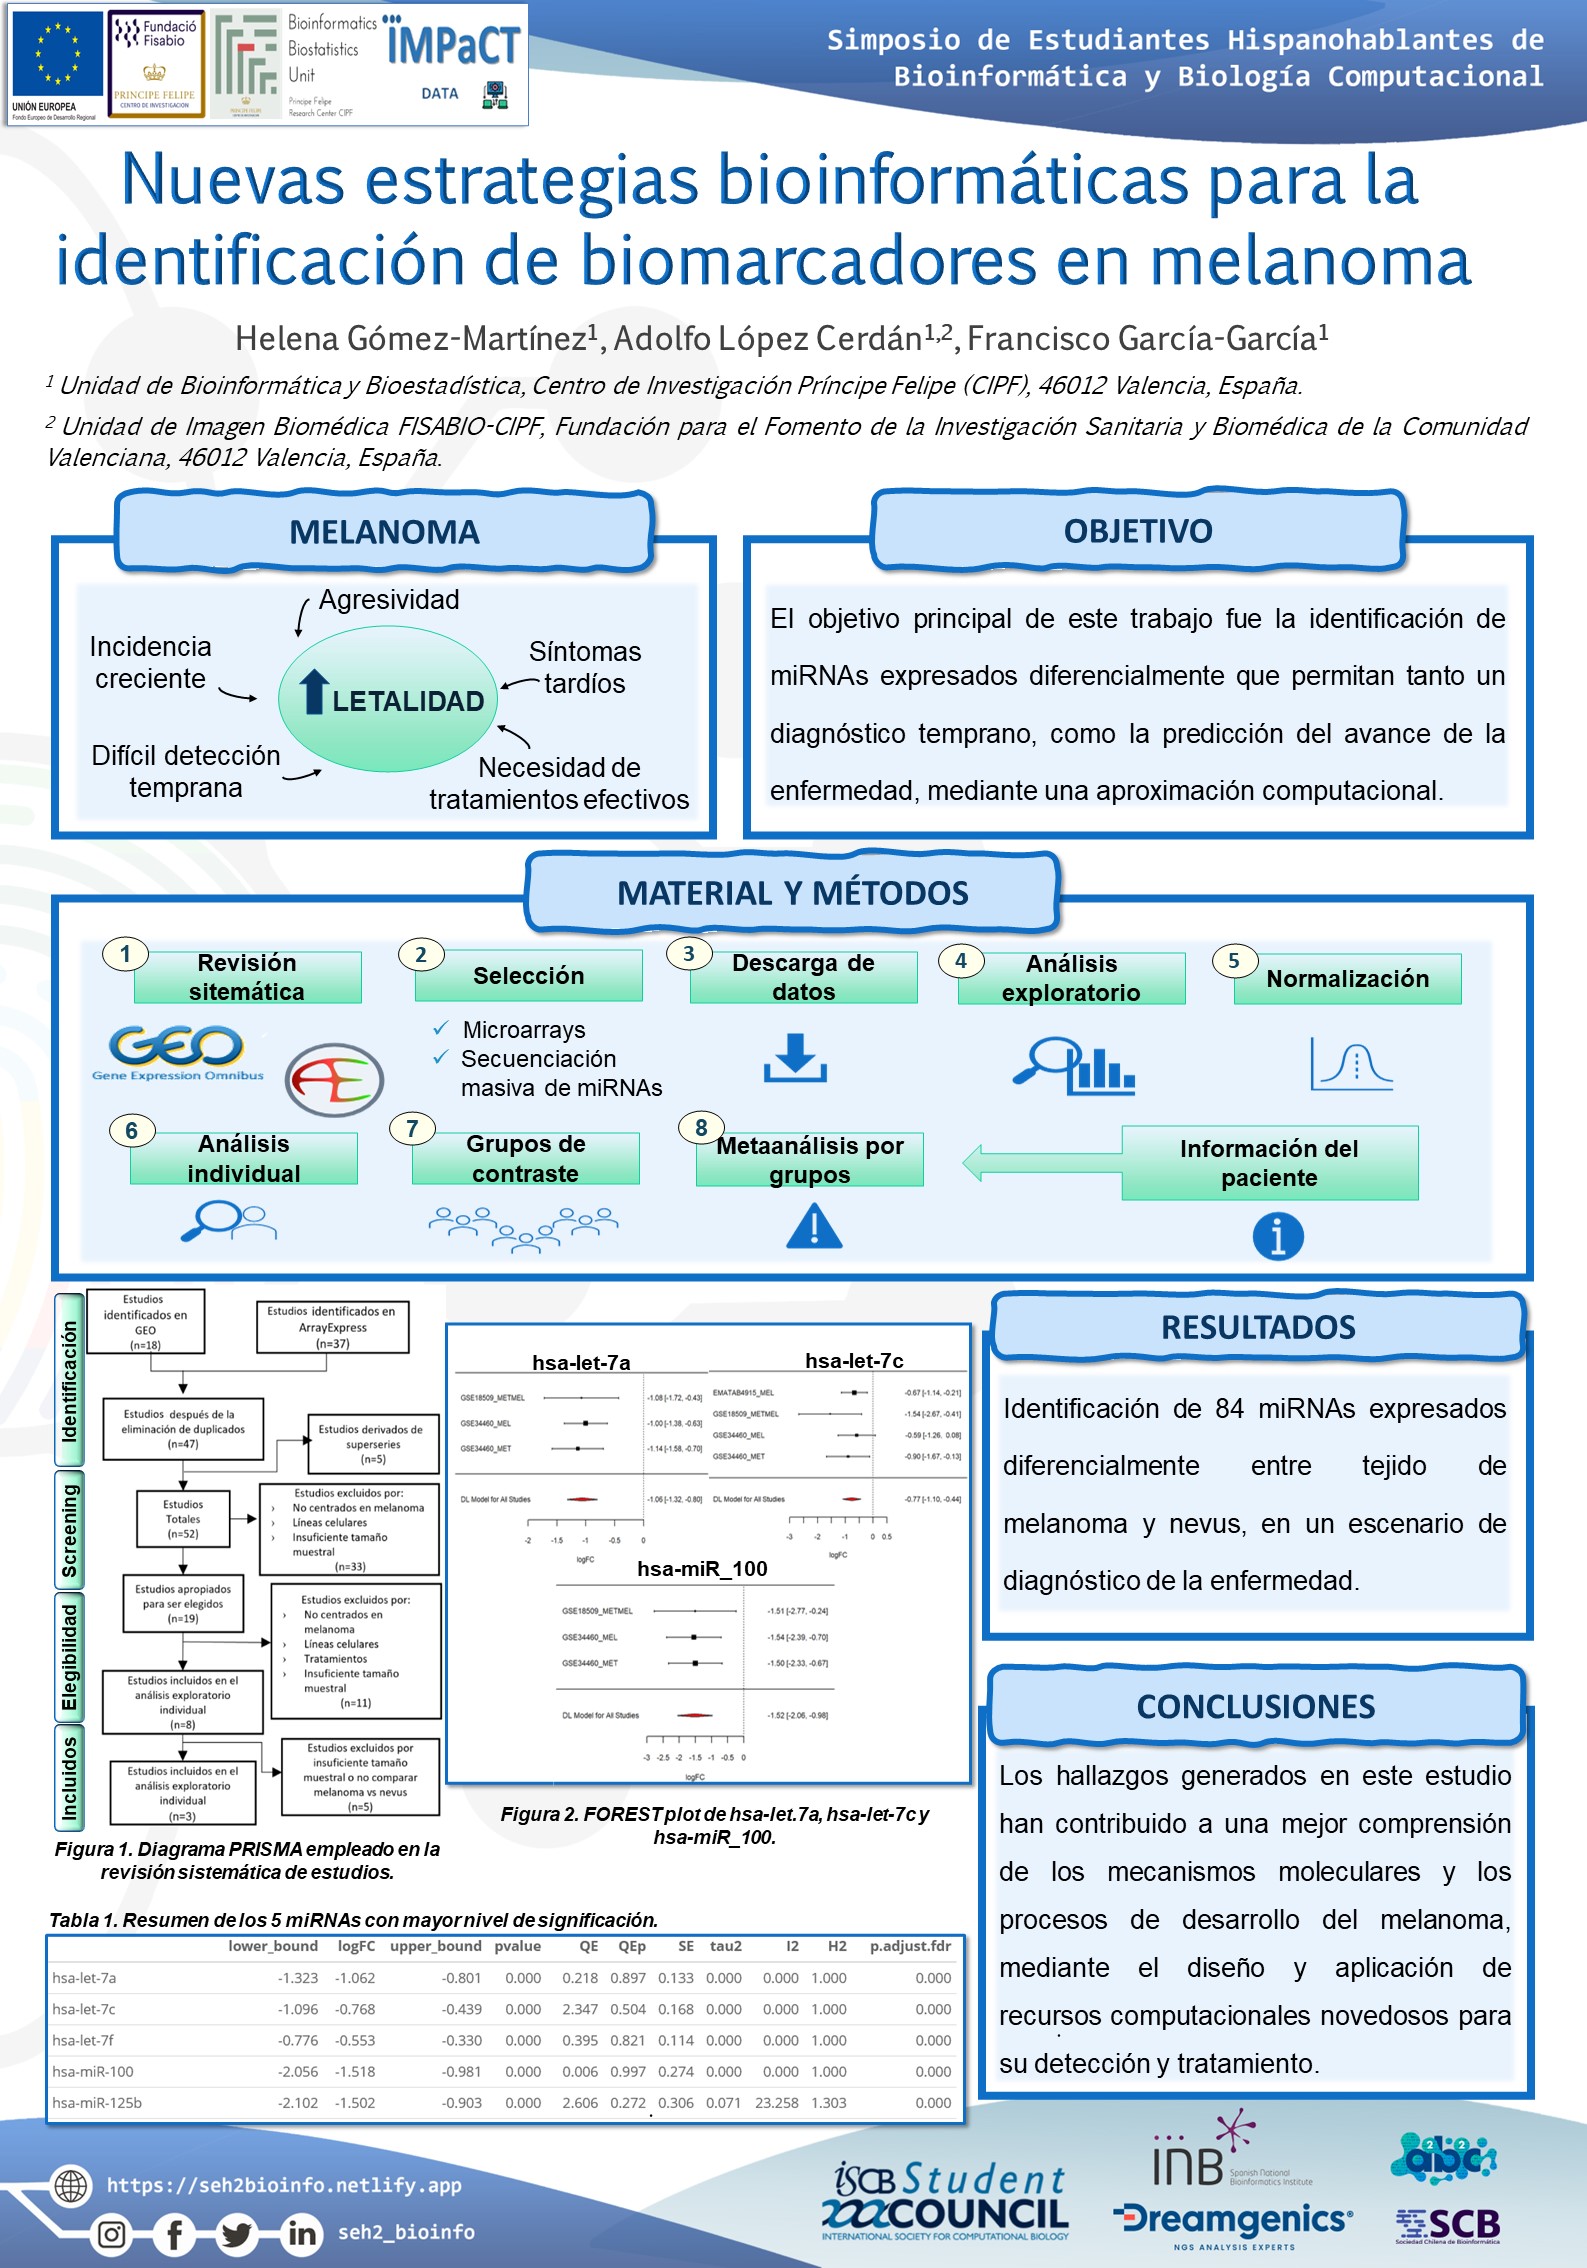 UNIÓN EUROPEA
Fondo Europeo de Desarrollo Regional
Fundació
Fisabio
PRINCIPE FELIPE
CENTRO DE INVESTIGACION
Bioinformatics
Biostatistics
Unit
Principe Felipe
Research Center CIPF
IMPaCT
DATA
Simposio de Estudiantes Hispanohablantes de
Bioinformática y Biología Computacional
Nuevas estrategias bioinformáticas para la
identificación de biomarcadores en melanoma
Helena Gómez-Martínez¹, Adolfo López Cerdán¹,², Francisco García-García¹
¹ Unidad de Bioinformática y Bioestadística, Centro de Investigación Príncipe Felipe (CIPF), 46012 Valencia, España.
² Unidad de Imagen Biomédica FISABIO-CIPF, Fundación para el Fomento de la Investigación Sanitaria y Biomédica de la Comunidad
Valenciana, 46012 Valencia, España.
MELANOMA
Agresividad
Incidencia
creciente
Síntomas
tardíos
LETALIDAD
Difícil detección
temprana
Necesidad de
tratamientos efectivos
OBJETIVO
El objetivo principal de este trabajo fue la identificación de
miRNAs expresados diferencialmente que permitan tanto un
diagnóstico temprano, como la predicción del avance de la
enfermedad, mediante una aproximación computacional.
MATERIAL Y MÉTODOS
1
Revisión
sitemática
2
Selección
3
Descarga de
datos
4
Análisis
exploratorio
5
Normalización
GEO
Gene Expression Omnibus
AE
✓ Microarrays
✓ Secuenciación
masiva de miRNAs
6
Análisis
individual
7
Grupos de
contraste
8
Metaanálisis por
grupos
Información del
paciente
Identificación
Screening
Elegibilidad
Incluidos
Estudios
identificados en
GEO
(n=18)
Estudios identificados en
ArrayExpress
(n=37)
Estudios después de la
eliminación de duplicados
(n=47)
Estudios derivados de
superseries
(n=5)
Estudios
Totales
(n=52)
Estudios excluidos por:
› No centrados en melanoma
› Líneas celulares
› Insuficiente tamaño
muestral
(n=33)
Estudios apropiados
para ser elegidos
(n=19)
Estudios excluidos por:
› No centrados en
melanoma
› Líneas celulares
› Tratamientos
› Insuficiente tamaño
muestral
(n=11)
Estudios incluidos en el
análisis exploratorio
individual
(n=8)
Estudios excluidos por
insuficiente tamaño
muestral o no comparar
melanoma vs nevus
(n=5)
Estudios incluidos en el
análisis exploratorio
individual
(n=3)
Figura 1. Diagrama PRISMA empleado en la
revisión sistemática de estudios.
hsa-let-7a
GSE18509_METMEL -1.08 [-1.72, -0.43]
GSE34460_MEL -1.00 [-1.38, -0.63]
GSE34460_MET -1.14 [-1.58, -0.70]
DL Model for All Studies -1.06 [-1.32, -0.80]
-2 -1.5 -1 -0.5 0
logFC
hsa-let-7c
EMATAB4915_MEL -0.67 [-1.14, -0.21]
GSE18509_METMEL -1.54 [-2.67, -0.41]
GSE34460_MEL -0.59 [-1.26, 0.08]
GSE34460_MET -0.90 [-1.67, -0.13]
DL Model for All Studies -0.77 [-1.10, -0.44]
-3 -2 -1 0 0.5
logFC
hsa-miR_100
GSE18509_METMEL -1.51 [-2.77, -0.24]
GSE34460_MEL -1.54 [-2.39, -0.70]
GSE34460_MET -1.50 [-2.33, -0.67]
DL Model for All Studies -1.52 [-2.06, -0.98]
-3 -2.5 -2 -1.5 -1 -0.5 0
logFC
Figura 2. FOREST plot de hsa-let.7a, hsa-let-7c y
hsa-miR_100.
RESULTADOS
Identificación de 84 miRNAs expresados
diferencialmente entre tejido de
melanoma y nevus, en un escenario de
diagnóstico de la enfermedad.
CONCLUSIONES
Los hallazgos generados en este estudio
han contribuido a una mejor comprensión
de los mecanismos moleculares y los
procesos de desarrollo del melanoma,
mediante el diseño y aplicación de
recursos computacionales novedosos para
su detección y tratamiento.
Tabla 1. Resumen de los 5 miRNAs con mayor nivel de significación.
lower_bound logFC upper_bound pvalue QE QEp SE tau2 I2 H2 p.adjust.fdr
hsa-let-7a -1.323 -1.062 -0.801 0.000 0.218 0.897 0.133 0.000 0.000 1.000 0.000
hsa-let-7c -1.096 -0.768 -0.439 0.000 2.347 0.504 0.168 0.000 0.000 1.000 0.000
hsa-let-7f -0.776 -0.553 -0.330 0.000 0.395 0.821 0.114 0.000 0.000 1.000 0.000
hsa-miR-100 -2.056 -1.518 -0.981 0.000 0.006 0.997 0.274 0.000 0.000 1.000 0.000
hsa-miR-125b -2.102 -1.502 -0.903 0.000 2.606 0.272 0.306 0.071 23.258 1.303 0.000
https://seh2bioinfo.netlify.app
seh2_bioinfo
iSCB Student
COUNCIL
INTERNATIONAL SOCIETY FOR COMPUTATIONAL BIOLOGY
INB
Spanish National
Bioinformatics Institute
Dreamgenics®
NGS ANALYSIS EXPERTS
abc
2 2
SCB
Sociedad Chilena de Bioinformática